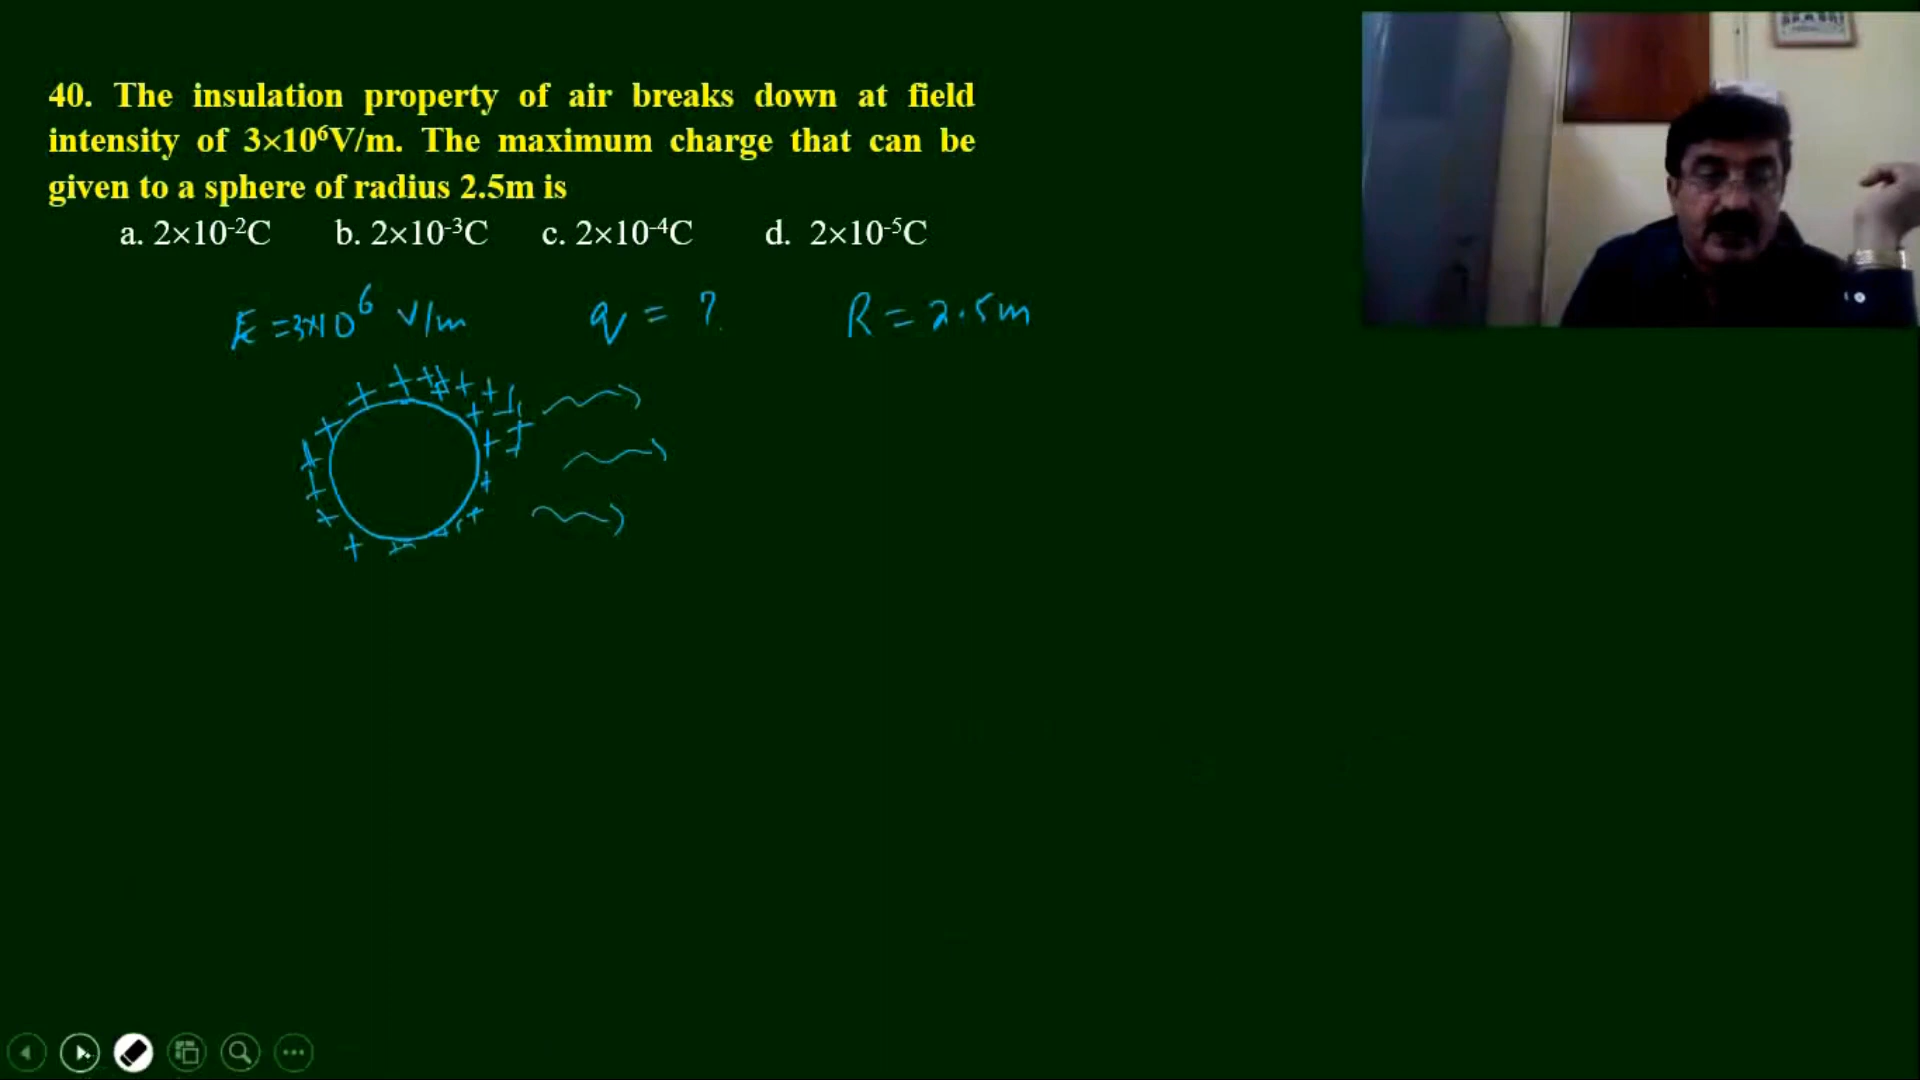 40. The insulation property of air breaks down at field
intensity of 3×10⁶V/m. The maximum charge that can be
given to a sphere of radius 2.5m is
a. 2×10⁻²C b. 2×10⁻³C c. 2×10⁻⁴C d. 2×10⁻⁵C
E = 3×10⁶ V/m q = ? R = 2.5m